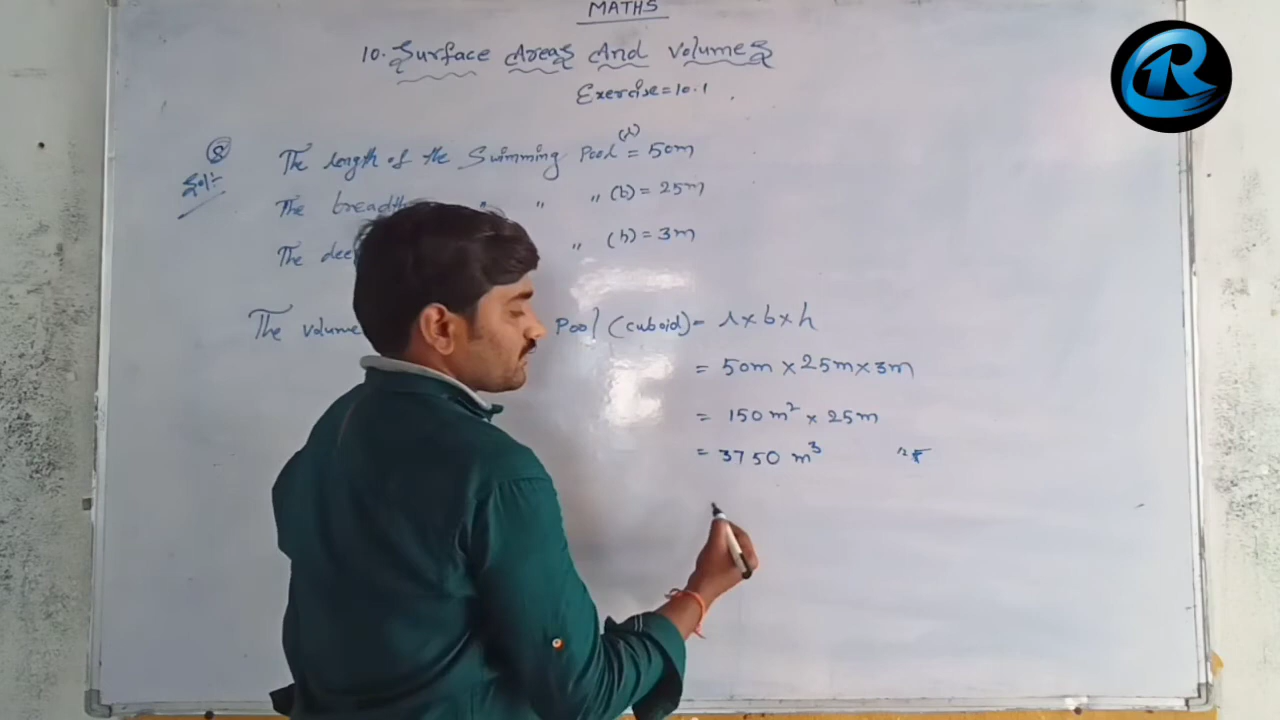 MATHS
10. Surface Areas And Volumes
Exercise = 10.1
R
8
Sol:- The length of the Swimming Pool (l) = 50m
The breadth " " " (b) = 25m
The deep " (h) = 3m
The volume Pool (cuboid) = l × b × h
= 50m × 25m × 3m
= 150 m² × 25m
= 3750 m³